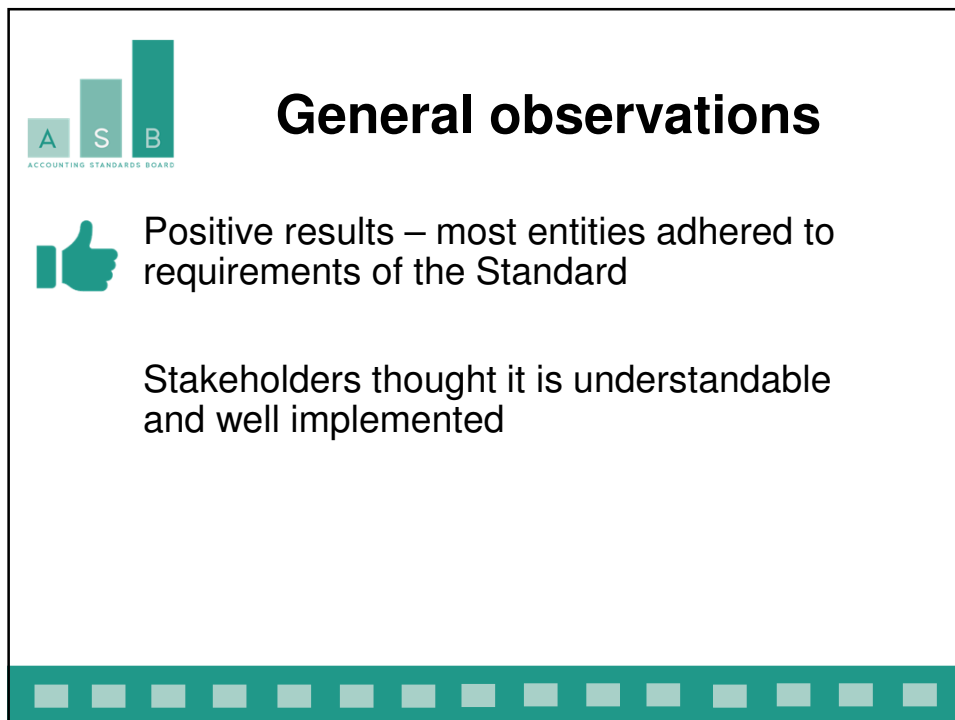 A S B
ACCOUNTING STANDARDS BOARD
General observations
Positive results – most entities adhered to
requirements of the Standard
Stakeholders thought it is understandable
and well implemented